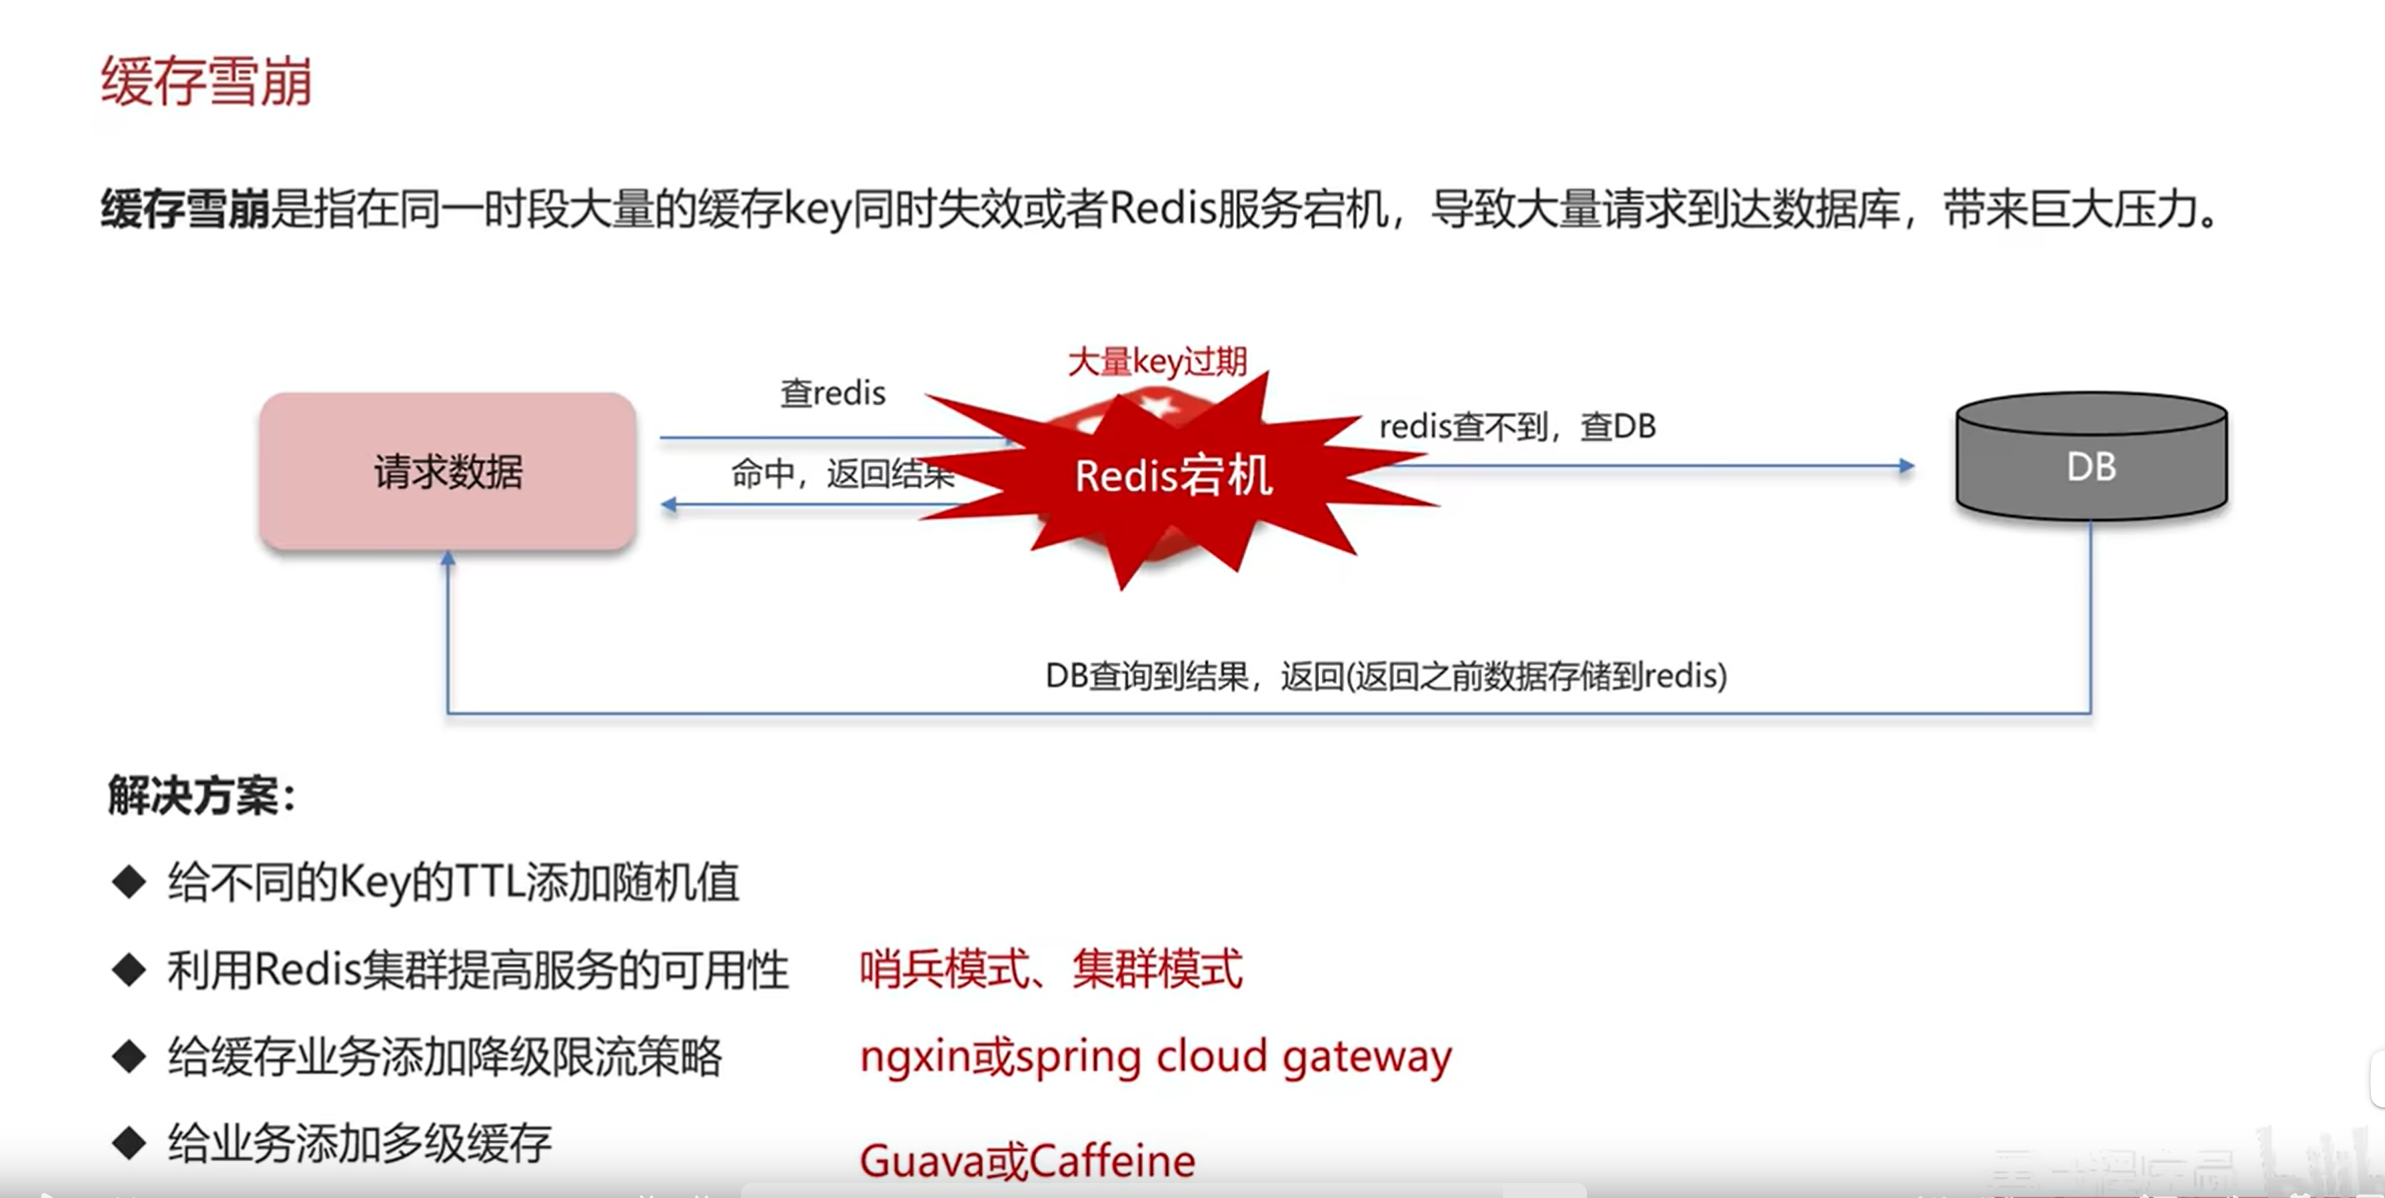 缓存雪崩
缓存雪崩是指在同一时段大量的缓存key同时失效或者Redis服务宕机，导致大量请求到达数据库，带来巨大压力。
大量key过期
查redis
redis查不到，查DB
请求数据
命中，返回结果
Redis宕机
DB
DB查询到结果，返回(返回之前数据存储到redis)
解决方案：
给不同的Key的TTL添加随机值
利用Redis集群提高服务的可用性 哨兵模式、集群模式
给缓存业务添加降级限流策略 ngxin或spring cloud gateway
给业务添加多级缓存 Guava或Caffeine